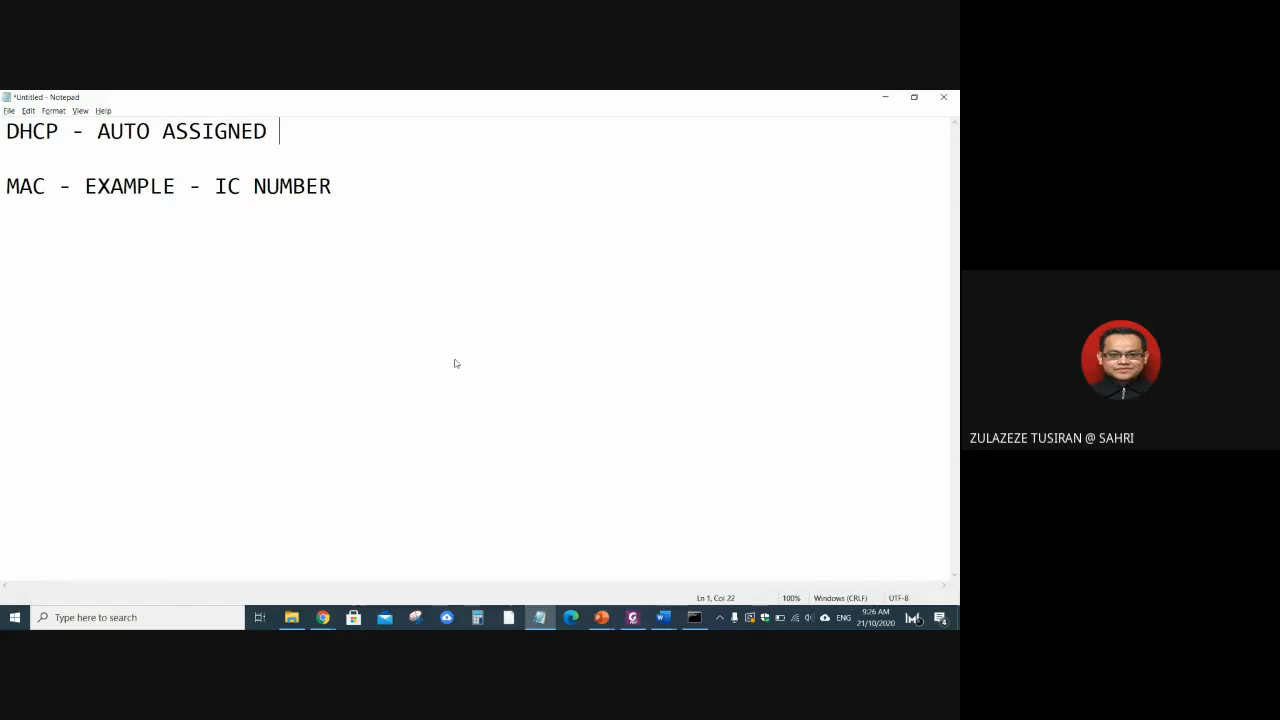 *Untitled - Notepad
File Edit Format View Help
DHCP - AUTO ASSIGNED
MAC - EXAMPLE - IC NUMBER
ZULAZEZE TUSIRAN @ SAHRI
Ln 1, Col 22 100% Windows (CRLF) UTF-8
Type here to search
ENG
9:26 AM
21/10/2020
4